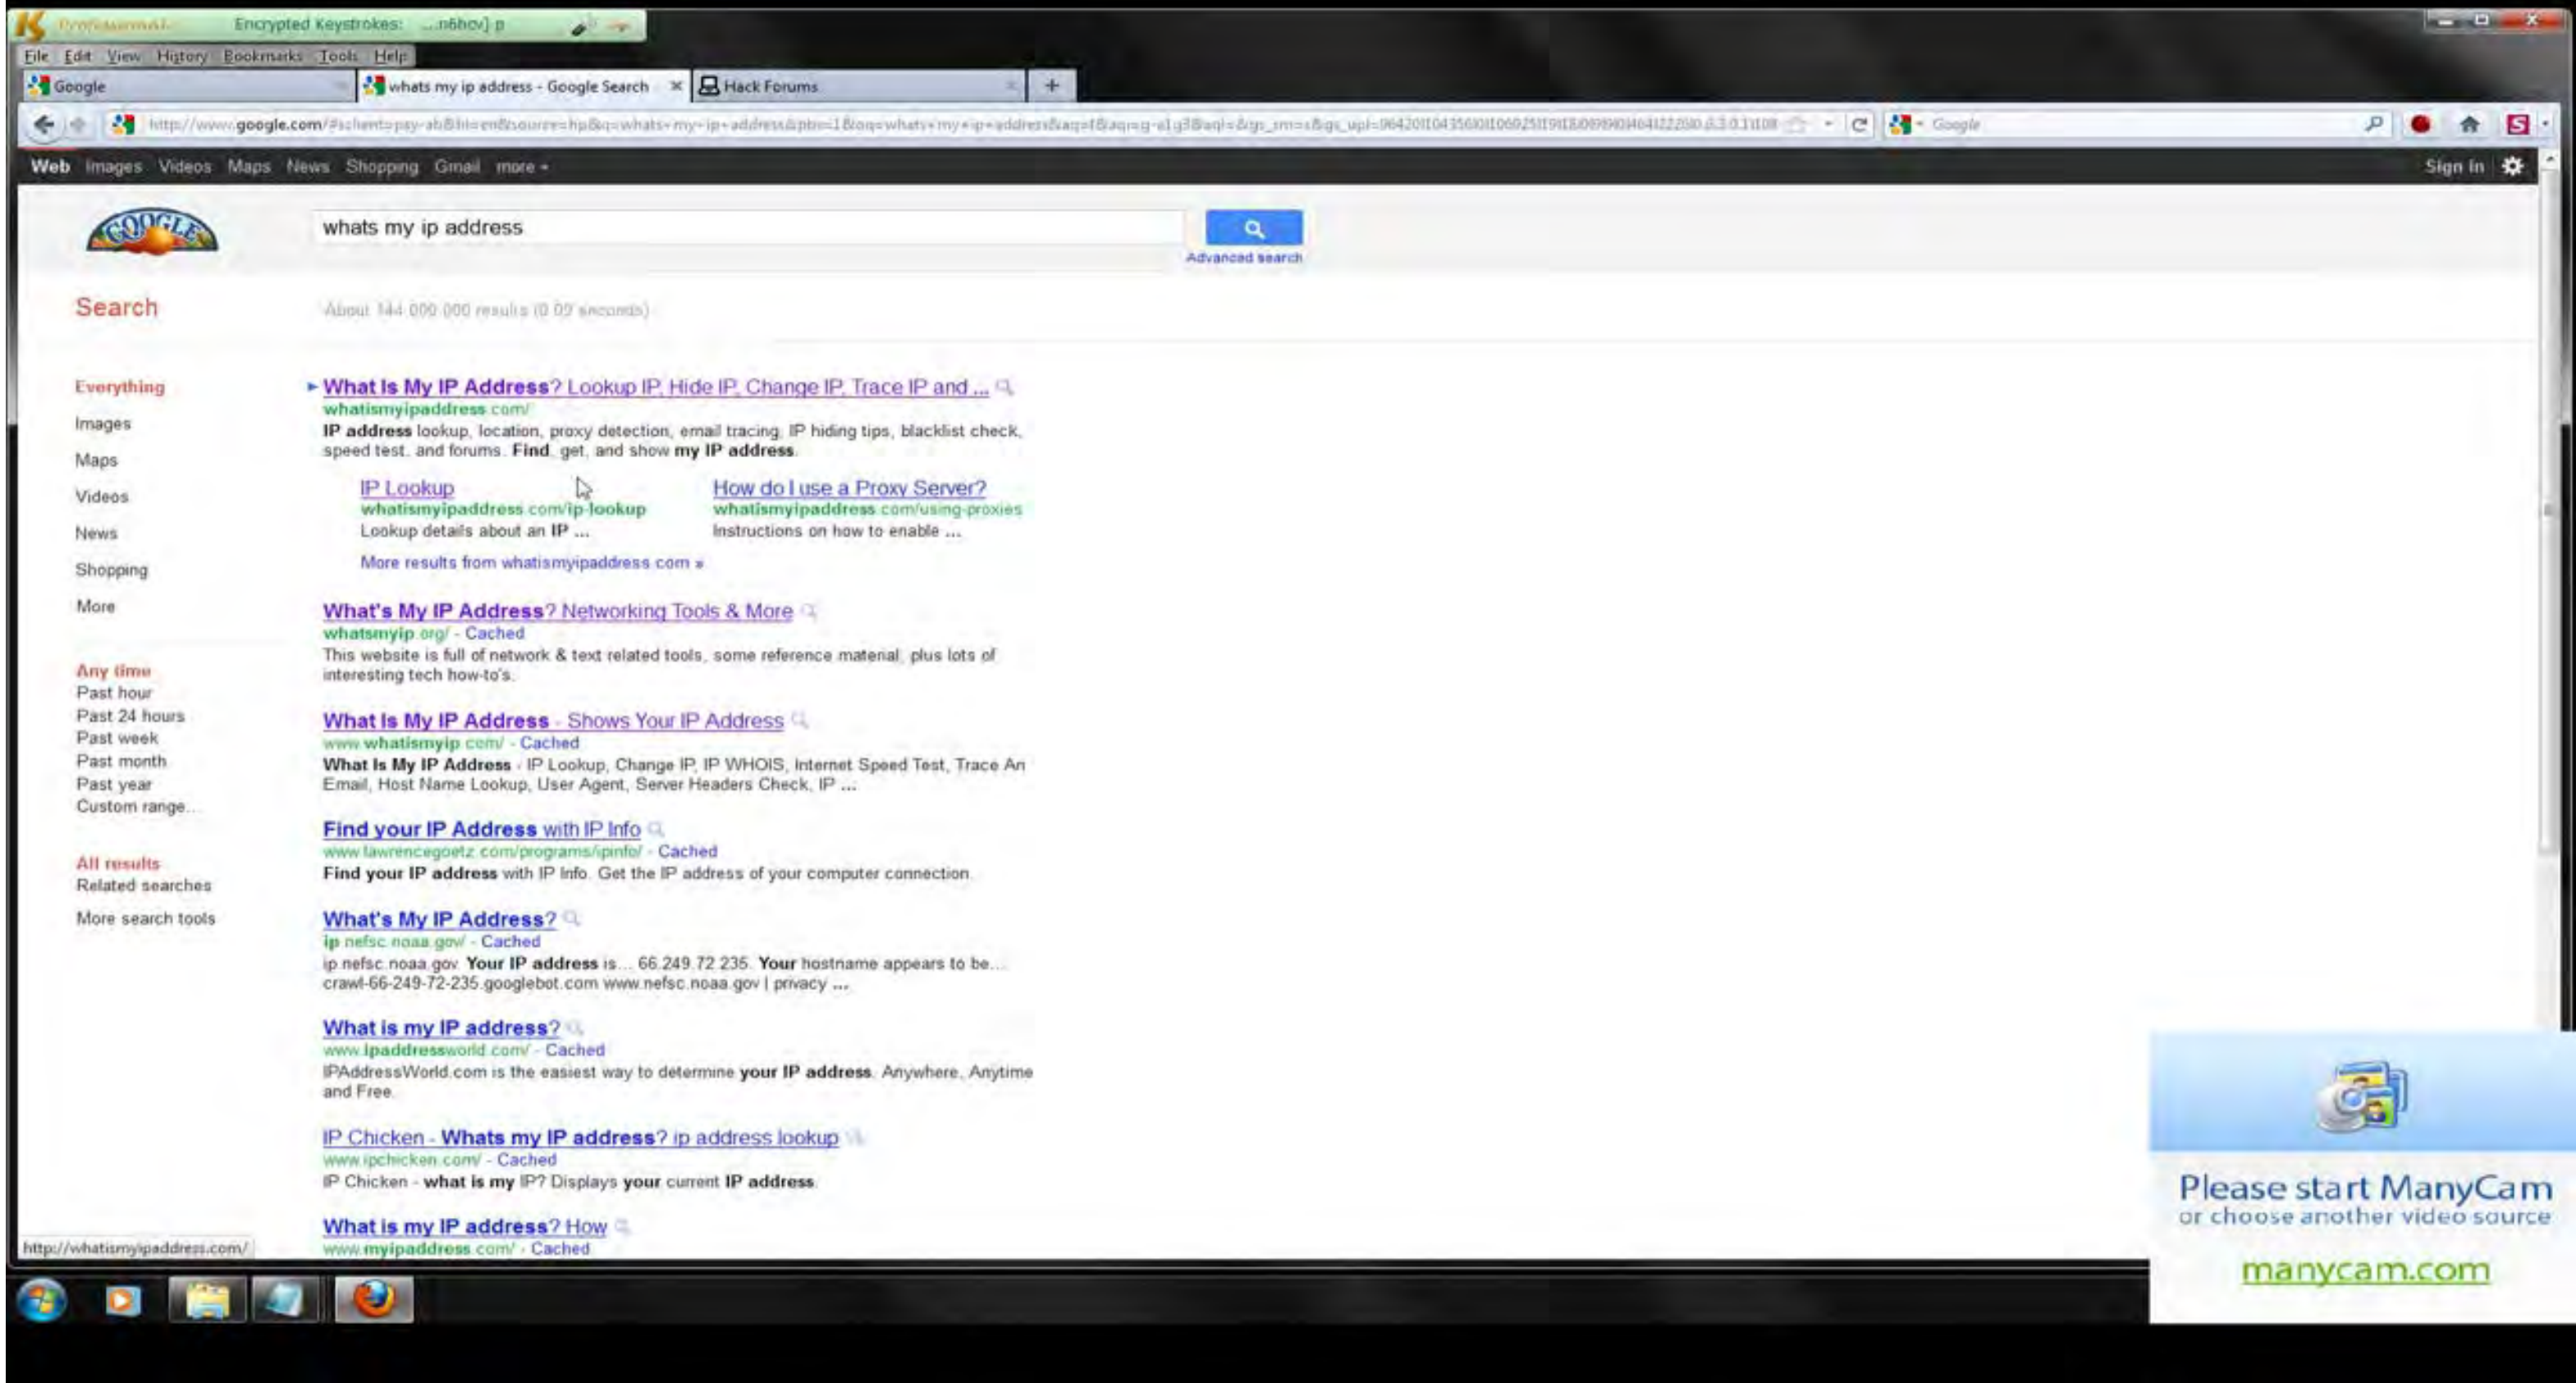 Encrypted Keystrokes: ...n6hcv] p
File Edit View History Bookmarks Tools Help
Google
whats my ip address - Google Search
Hack Forums
Google
Web Images Videos Maps News Shopping Gmail more
Sign in
GOOGLE
whats my ip address
Advanced search
Search
About 144,000,000 results (0.09 seconds)
Everything
Images
Maps
Videos
News
Shopping
More
Any time
Past hour
Past 24 hours
Past week
Past month
Past year
Custom range...
All results
Related searches
More search tools
What Is My IP Address? Lookup IP, Hide IP, Change IP, Trace IP and ...
whatismyipaddress.com/
IP address lookup, location, proxy detection, email tracing, IP hiding tips, blacklist check,
speed test, and forums. Find, get, and show my IP address.
IP Lookup
whatismyipaddress.com/ip-lookup
Lookup details about an IP ...
How do I use a Proxy Server?
whatismyipaddress.com/using-proxies
Instructions on how to enable ...
More results from whatismyipaddress.com »
What's My IP Address? Networking Tools & More
whatsmyip.org/ - Cached
This website is full of network & text related tools, some reference material, plus lots of
interesting tech how-to's.
What Is My IP Address - Shows Your IP Address
www.whatismyip.com/ - Cached
What Is My IP Address - IP Lookup, Change IP, IP WHOIS, Internet Speed Test, Trace An
Email, Host Name Lookup, User Agent, Server Headers Check, IP ...
Find your IP Address with IP Info
www.lawrencegoetz.com/programs/ipinfo/ - Cached
Find your IP address with IP Info. Get the IP address of your computer connection.
What's My IP Address?
ip.nefsc.noaa.gov/ - Cached
ip.nefsc.noaa.gov. Your IP address is... 66.249.72.235. Your hostname appears to be...
crawl-66-249-72-235.googlebot.com www.nefsc.noaa.gov | privacy ...
What is my IP address?
www.ipaddressworld.com/ - Cached
IPAddressWorld.com is the easiest way to determine your IP address. Anywhere, Anytime
and Free.
IP Chicken - Whats my IP address? ip address lookup
www.ipchicken.com/ - Cached
IP Chicken - what is my IP? Displays your current IP address.
What is my IP address? How
www.myipaddress.com/ - Cached
http://whatismyipaddress.com/
Please start ManyCam
or choose another video source
manycam.com